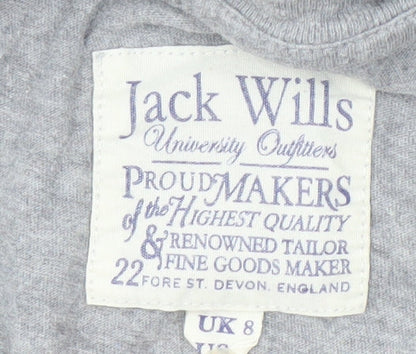 Jack Wills
University Outfitters
PROUD MAKERS
of the HIGHEST QUALITY
& RENOWNED TAILOR
FINE GOODS MAKER
22 FORE ST. DEVON. ENGLAND
UK 8
US